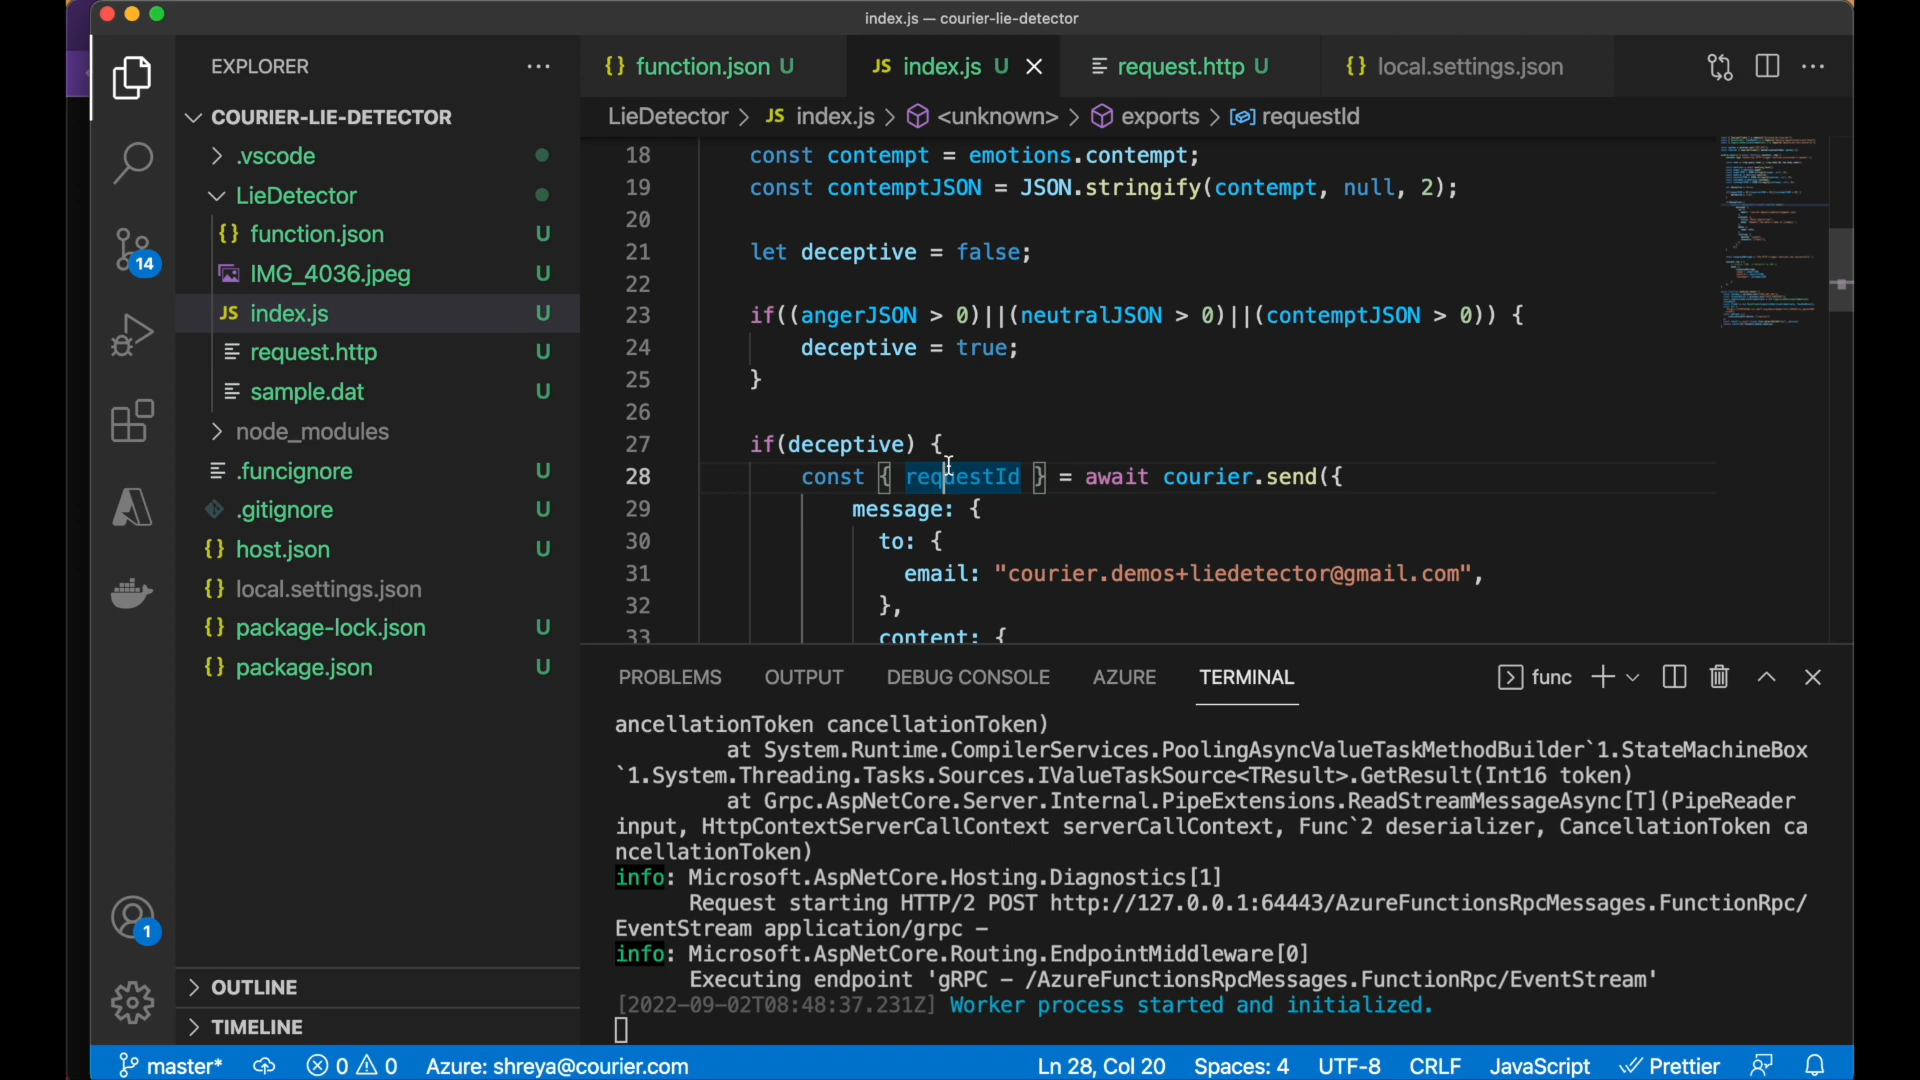 index.js — courier-lie-detector
EXPLORER
function.json U
JS index.js U
request.http U
local.settings.json
COURIER-LIE-DETECTOR
LieDetector > JS index.js > <unknown> > exports > requestId
.vscode
LieDetector
function.json U
IMG_4036.jpeg U
JS index.js U
request.http U
sample.dat U
node_modules
.funcignore U
.gitignore U
host.json U
local.settings.json
package-lock.json U
package.json U
14
1
OUTLINE
TIMELINE
18 const contempt = emotions.contempt;
19 const contemptJSON = JSON.stringify(contempt, null, 2);
20
21 let deceptive = false;
22
23 if((angerJSON > 0)||(neutralJSON > 0)||(contemptJSON > 0)) {
24 deceptive = true;
25 }
26
27 if(deceptive) {
28 const { requestId } = await courier.send({
29 message: {
30 to: {
31 email: "courier.demos+liedetector@gmail.com",
32 },
33 content: {
PROBLEMS OUTPUT DEBUG CONSOLE AZURE TERMINAL
func
ancellationToken cancellationToken)
at System.Runtime.CompilerServices.PoolingAsyncValueTaskMethodBuilder`1.StateMachineBox
`1.System.Threading.Tasks.Sources.IValueTaskSource<TResult>.GetResult(Int16 token)
at Grpc.AspNetCore.Server.Internal.PipeExtensions.ReadStreamMessageAsync[T](PipeReader
input, HttpContextServerCallContext serverCallContext, Func`2 deserializer, CancellationToken ca
ncellationToken)
info: Microsoft.AspNetCore.Hosting.Diagnostics[1]
Request starting HTTP/2 POST http://127.0.0.1:64443/AzureFunctionsRpcMessages.FunctionRpc/
EventStream application/grpc -
info: Microsoft.AspNetCore.Routing.EndpointMiddleware[0]
Executing endpoint 'gRPC - /AzureFunctionsRpcMessages.FunctionRpc/EventStream'
[2022-09-02T08:48:37.231Z] Worker process started and initialized.
master* 0 0 Azure: shreya@courier.com Ln 28, Col 20 Spaces: 4 UTF-8 CRLF JavaScript Prettier